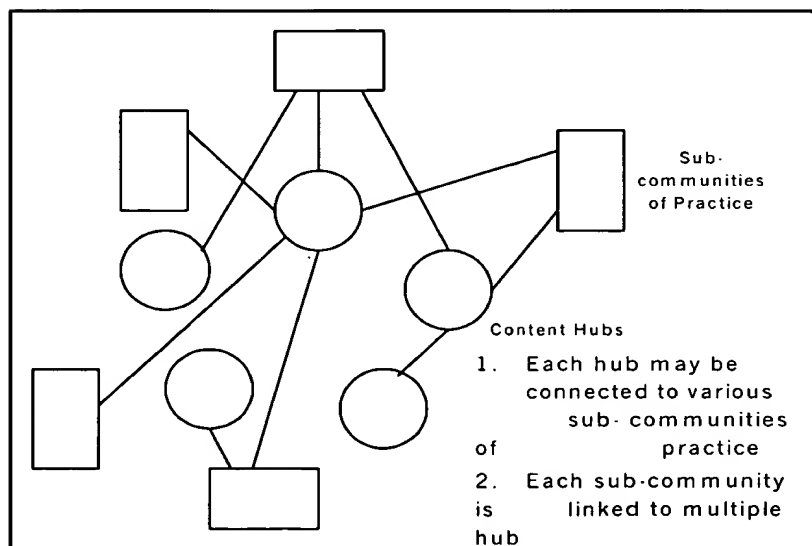 Sub-
communities
of Practice
Content Hubs
1. Each hub may be
connected to various
sub- communities
of practice
2. Each sub-community
is linked to multiple
hub